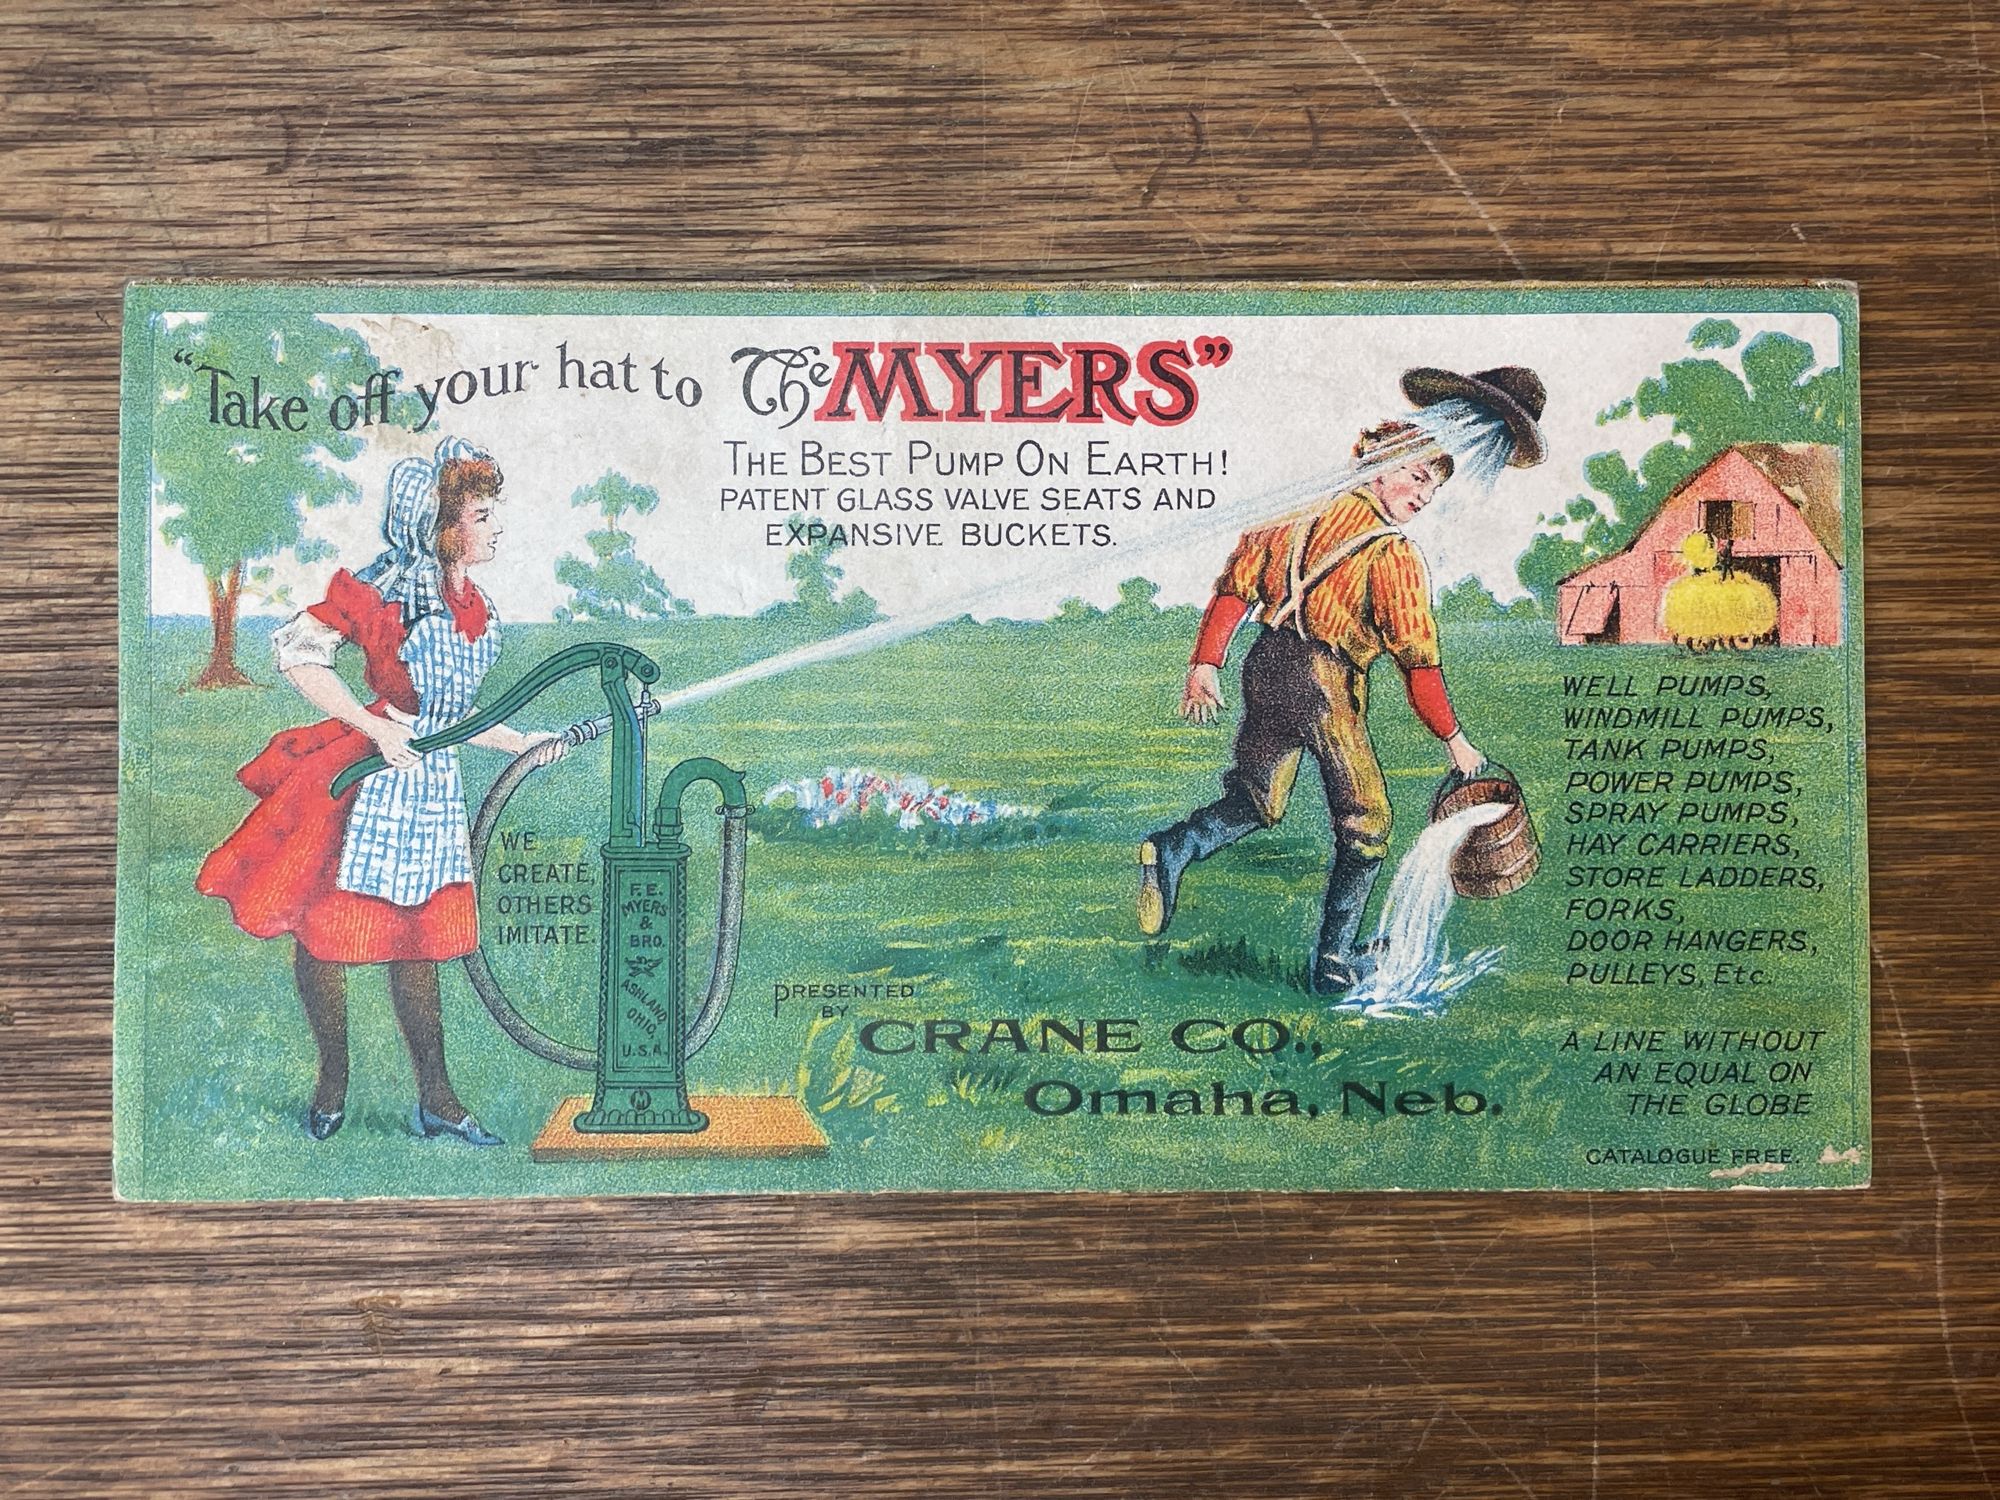 "Take off your hat to The MYERS"
THE BEST PUMP ON EARTH!
PATENT GLASS VALVE SEATS AND
EXPANSIVE BUCKETS.
WE
CREATE,
OTHERS
IMITATE.
F.E.
MYERS
&
BRO.
ASHLAND,
OHIO,
U.S.A.
M
PRESENTED
BY
CRANE CO.,
Omaha, Neb.
WELL PUMPS,
WINDMILL PUMPS,
TANK PUMPS,
POWER PUMPS,
SPRAY PUMPS,
HAY CARRIERS,
STORE LADDERS,
FORKS,
DOOR HANGERS,
PULLEYS, Etc.
A LINE WITHOUT
AN EQUAL ON
THE GLOBE
CATALOGUE FREE.